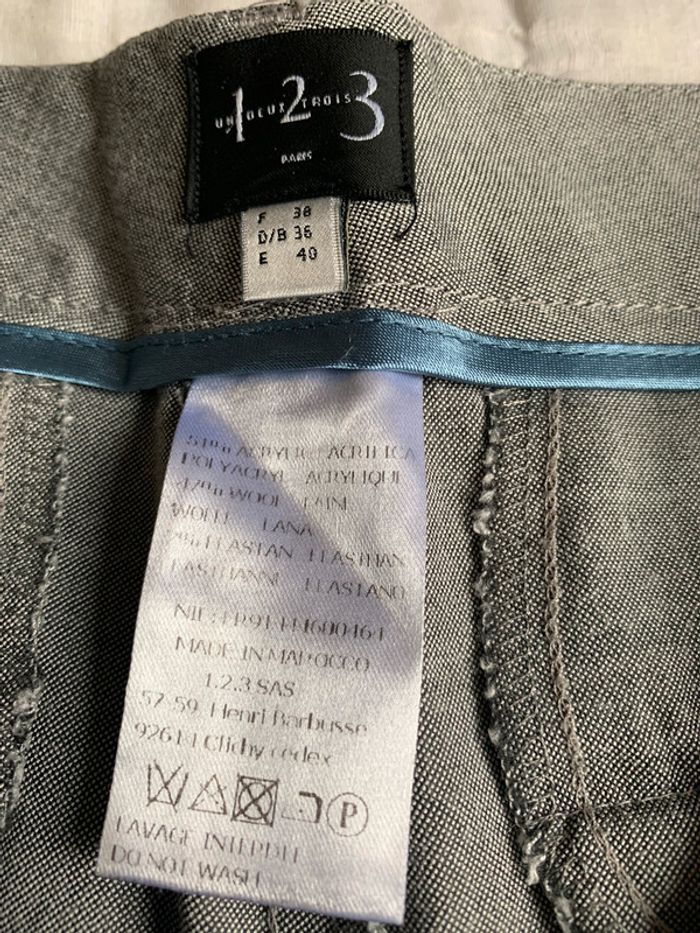 UN DEUX TROIS
1 2 3
PARIS
F 38
D/B 36
E 40
51% ACRYLIC ACRILICA
POLYACRYL ACRYLIQUE
47% WOOL LAINE
WOLLE LANA
2% ELASTAN ELASTHAN
ELASTHANNE ELASTANO
MADE IN MAROCCO
1.2.3 SAS
57-59, Henri Barbusse
92614 Clichy cedex
P
LAVAGE INTERDIT
DO NOT WASH